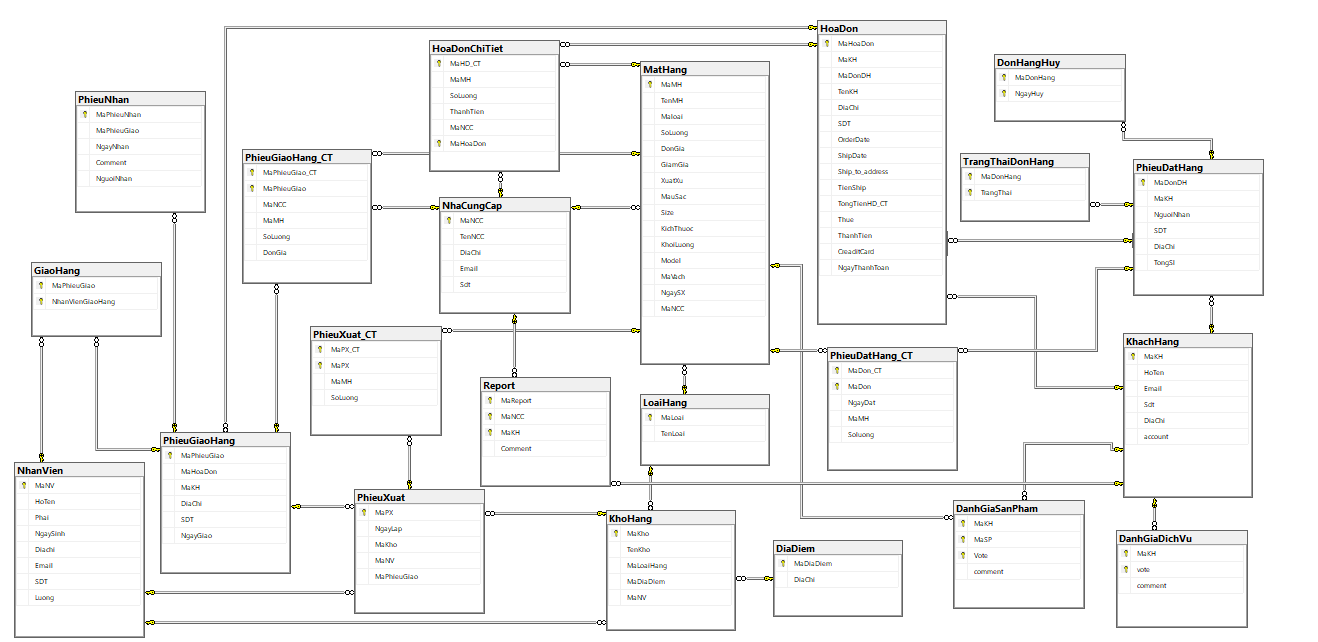 HoaDon
MaHoaDon
MaKH
MaDonDH
TenKH
DiaChi
SDT
OrderDate
ShipDate
Ship_to_address
TienShip
TongTienHD_CT
Thue
ThanhTien
CreaditCard
NgayThanhToan
HoaDonChiTiet
MaHD_CT
MaMH
SoLuong
ThanhTien
MaNCC
MaHoaDon
MatHang
MaMH
TenMH
Maloai
SoLuong
DonGia
GiamGia
XuatXu
MauSac
Size
KichThuoc
KhoiLuong
Model
MaVach
NgaySX
MaNCC
DonHangHuy
MaDonHang
NgayHuy
PhieuNhan
MaPhieuNhan
MaPhieuGiao
NgayNhan
Comment
NguoiNhan
PhieuGiaoHang_CT
MaPhieuGiao_CT
MaPhieuGiao
MaNCC
MaMH
SoLuong
DonGia
TrangThaiDonHang
MaDonHang
TrangThai
PhieuDatHang
MaDonDH
MaKH
NguoiNhan
SDT
DiaChi
TongSl
NhaCungCap
MaNCC
TenNCC
DiaChi
Email
Sdt
GiaoHang
MaPhieuGiao
NhanVienGiaoHang
PhieuXuat_CT
MaPX_CT
MaPX
MaMH
SoLuong
KhachHang
MaKH
HoTen
Email
Sdt
DiaChi
account
PhieuDatHang_CT
MaDon_CT
MaDon
NgayDat
MaMH
Soluong
Report
MaReport
MaNCC
MaKH
Comment
LoaiHang
MaLoai
TenLoai
PhieuGiaoHang
MaPhieuGiao
MaHoaDon
MaKH
DiaChi
SDT
NgayGiao
NhanVien
MaNV
HoTen
Phai
NgaySinh
Diachi
Email
SDT
Luong
PhieuXuat
MaPX
NgayLap
MaKho
MaNV
MaPhieuGiao
KhoHang
MaKho
TenKho
MaLoaiHang
MaDiaDiem
MaNV
DanhGiaSanPham
MaKH
MaSP
Vote
comment
DanhGiaDichVu
MaKH
vote
comment
DiaDiem
MaDiaDiem
DiaChi